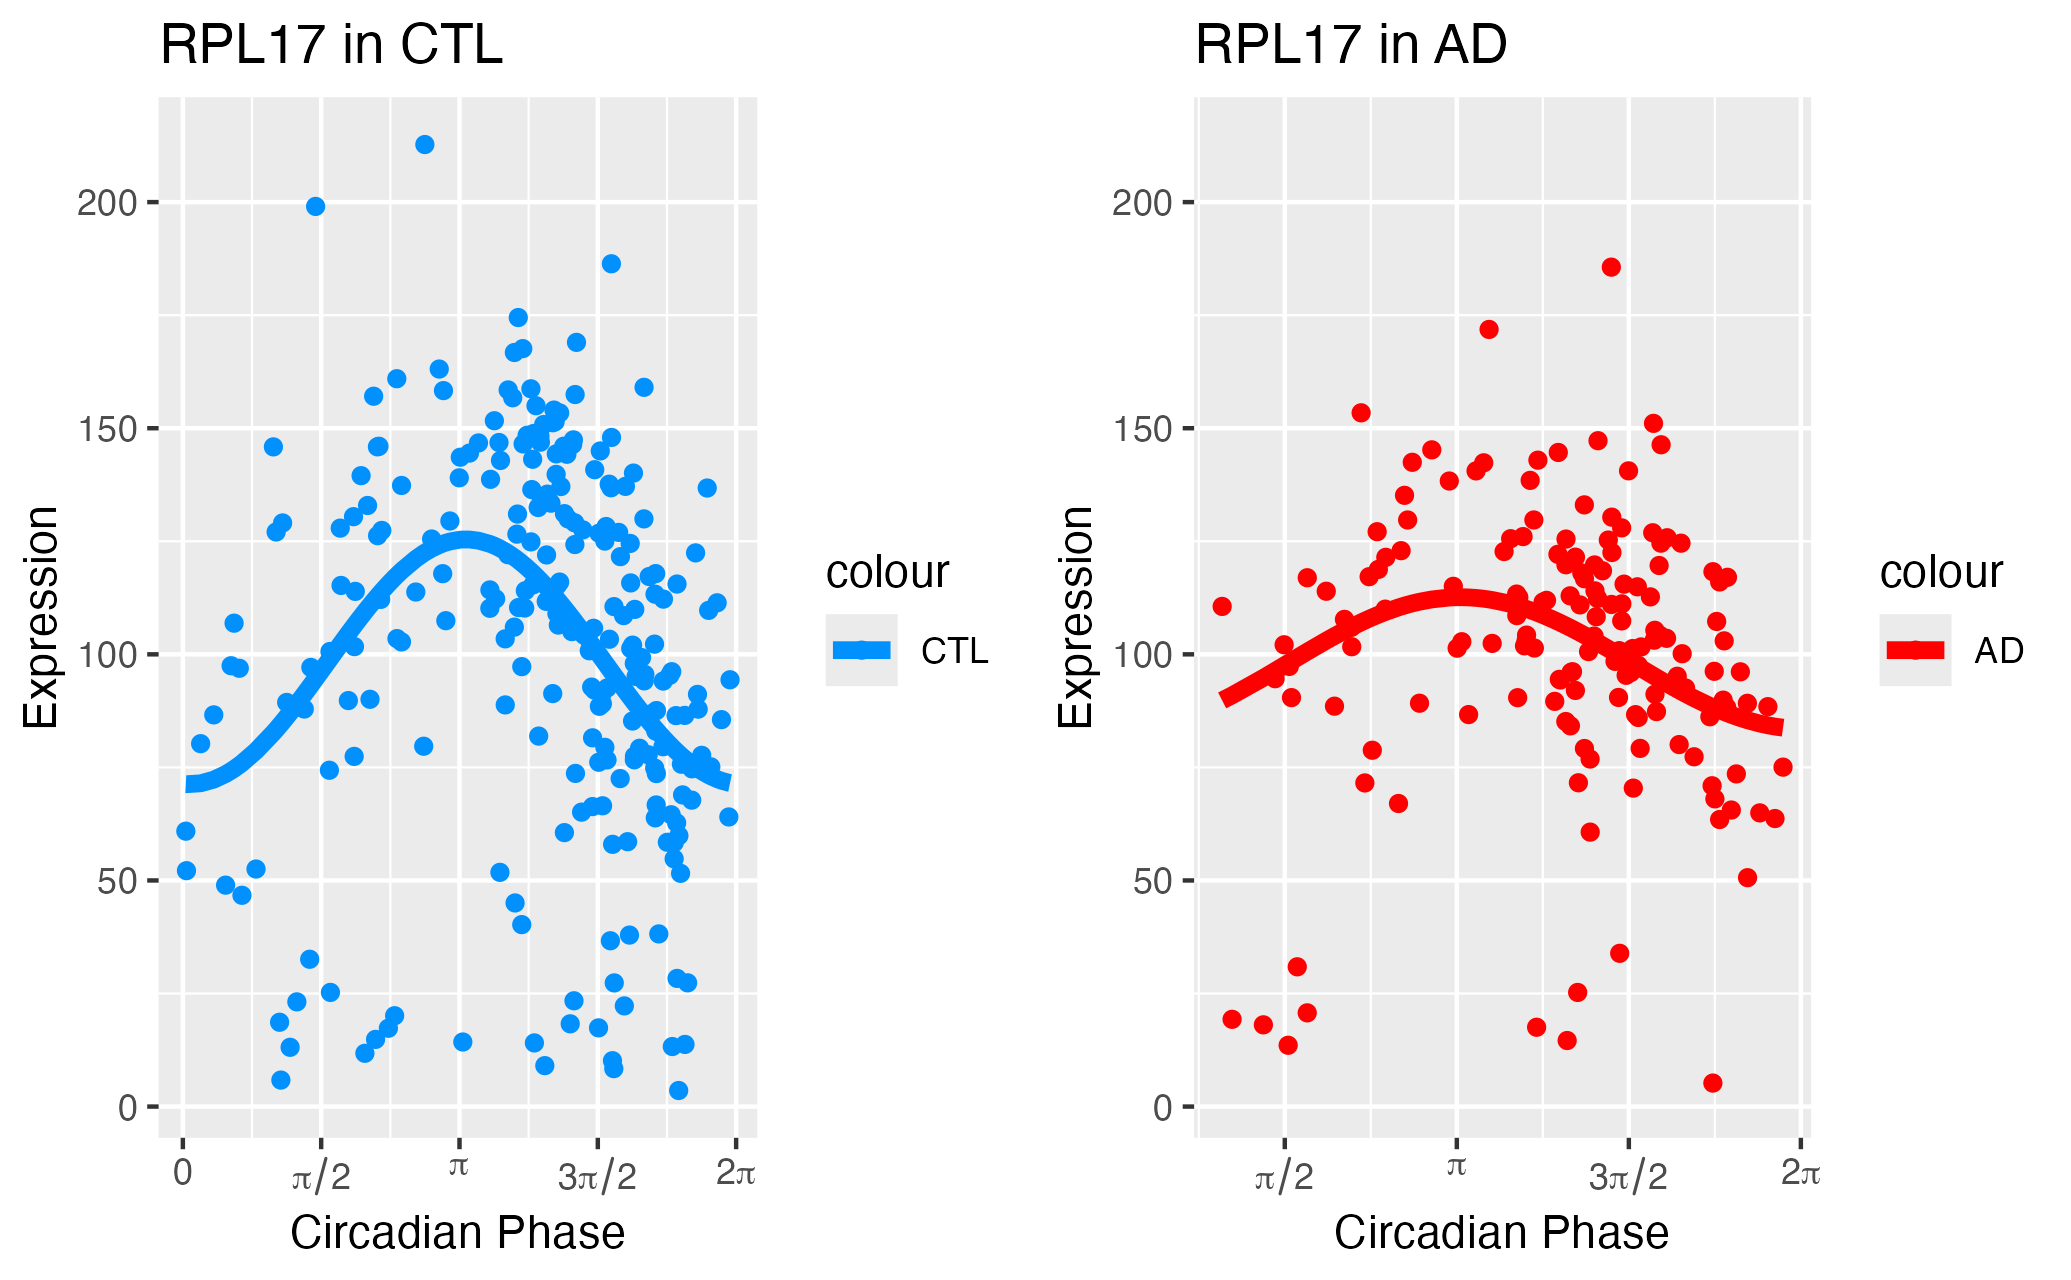 RPL17 in CTL
Expression
200
150
100
50
0
0 π/2 π 3π/2 2π
Circadian Phase
colour
CTL
RPL17 in AD
Expression
200
150
100
50
0
π/2 π 3π/2 2π
Circadian Phase
colour
AD